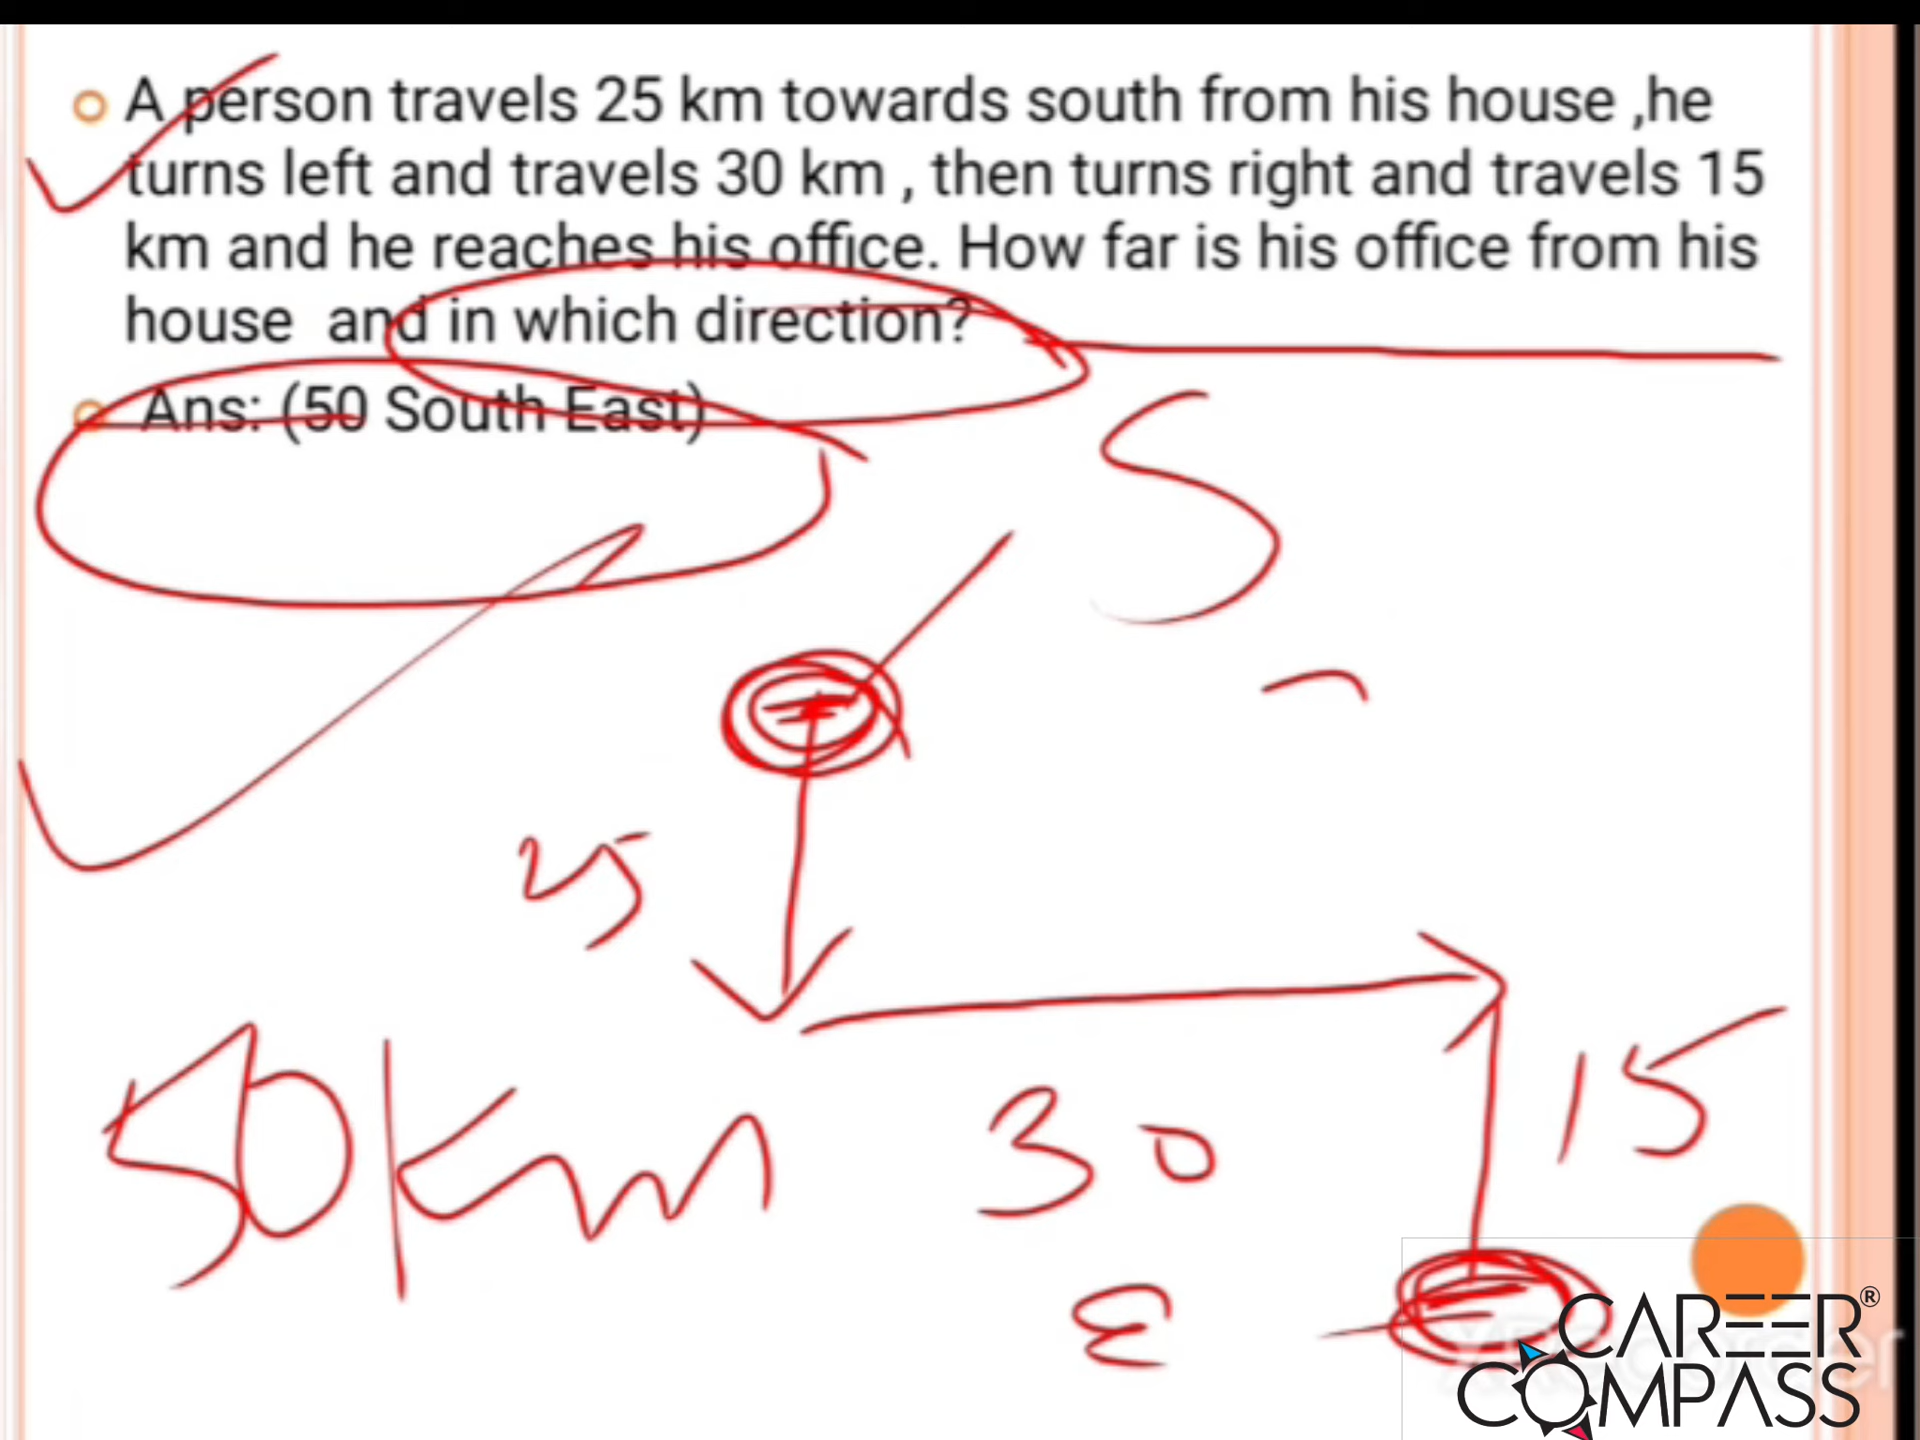 A person travels 25 km towards south from his house ,he
turns left and travels 30 km , then turns right and travels 15
km and he reaches his office. How far is his office from his
house and in which direction?
Ans: (50 South East)
S
25
50 km
30
15
E
CAREER®
COMPASS